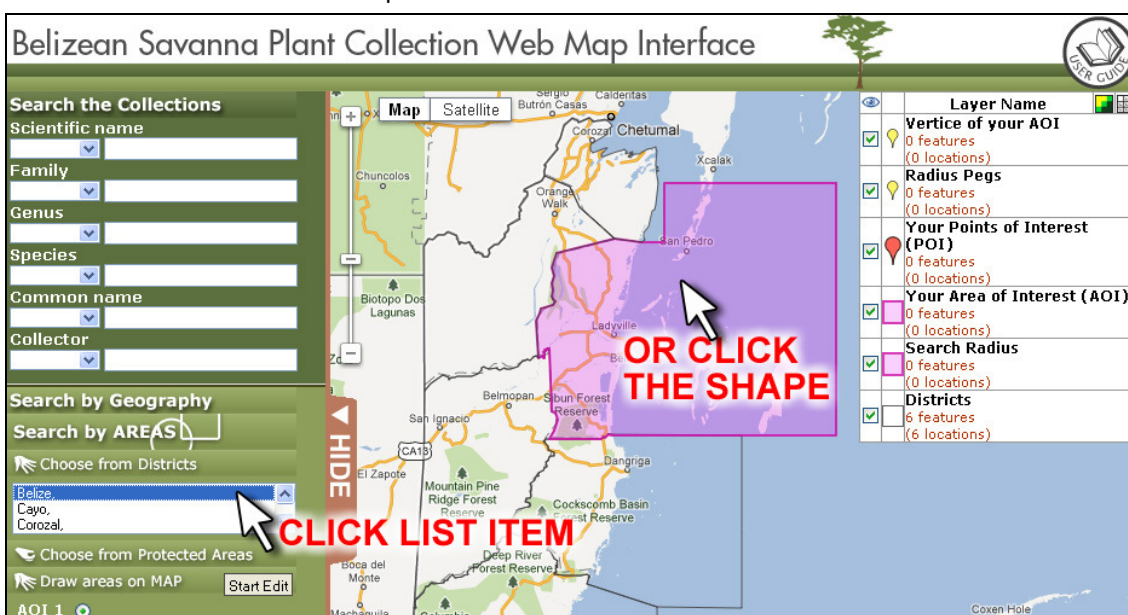 Belizean Savanna Plant Collection Web Map Interface
USER GUIDE
Search the Collections
Scientific name
Family
Genus
Species
Common name
Collector
Search by Geography
Search by AREAS
Choose from Districts
Belize,
Cayo,
Corozal,
CLICK LIST ITEM
Choose from Protected Areas
Draw areas on MAP
Start Edit
AOI 1
HIDE
Map
Satellite
Sergio Butrón Casas
Calderitas
Corozal
Chetumal
Xcalak
Chuncolos
Orange Walk
San Pedro
Biotopo Dos Lagunas
Ladyville
OR CLICK
THE SHAPE
Belmopan
Sibun Forest Reserve
San Ignacio
CA13
El Zapote
Dangriga
Mountain Pine Ridge Forest Reserve
Cockscomb Basin Forest Reserve
Deep River Forest Reserve
Boca del Monte
Machaquila
Columbia
Coxen Hole
Layer Name
Vertice of your AOI
0 features
(0 locations)
Radius Pegs
0 features
(0 locations)
Your Points of Interest
(POI)
0 features
(0 locations)
Your Area of Interest (AOI)
0 features
(0 locations)
Search Radius
0 features
(0 locations)
Districts
6 features
(6 locations)